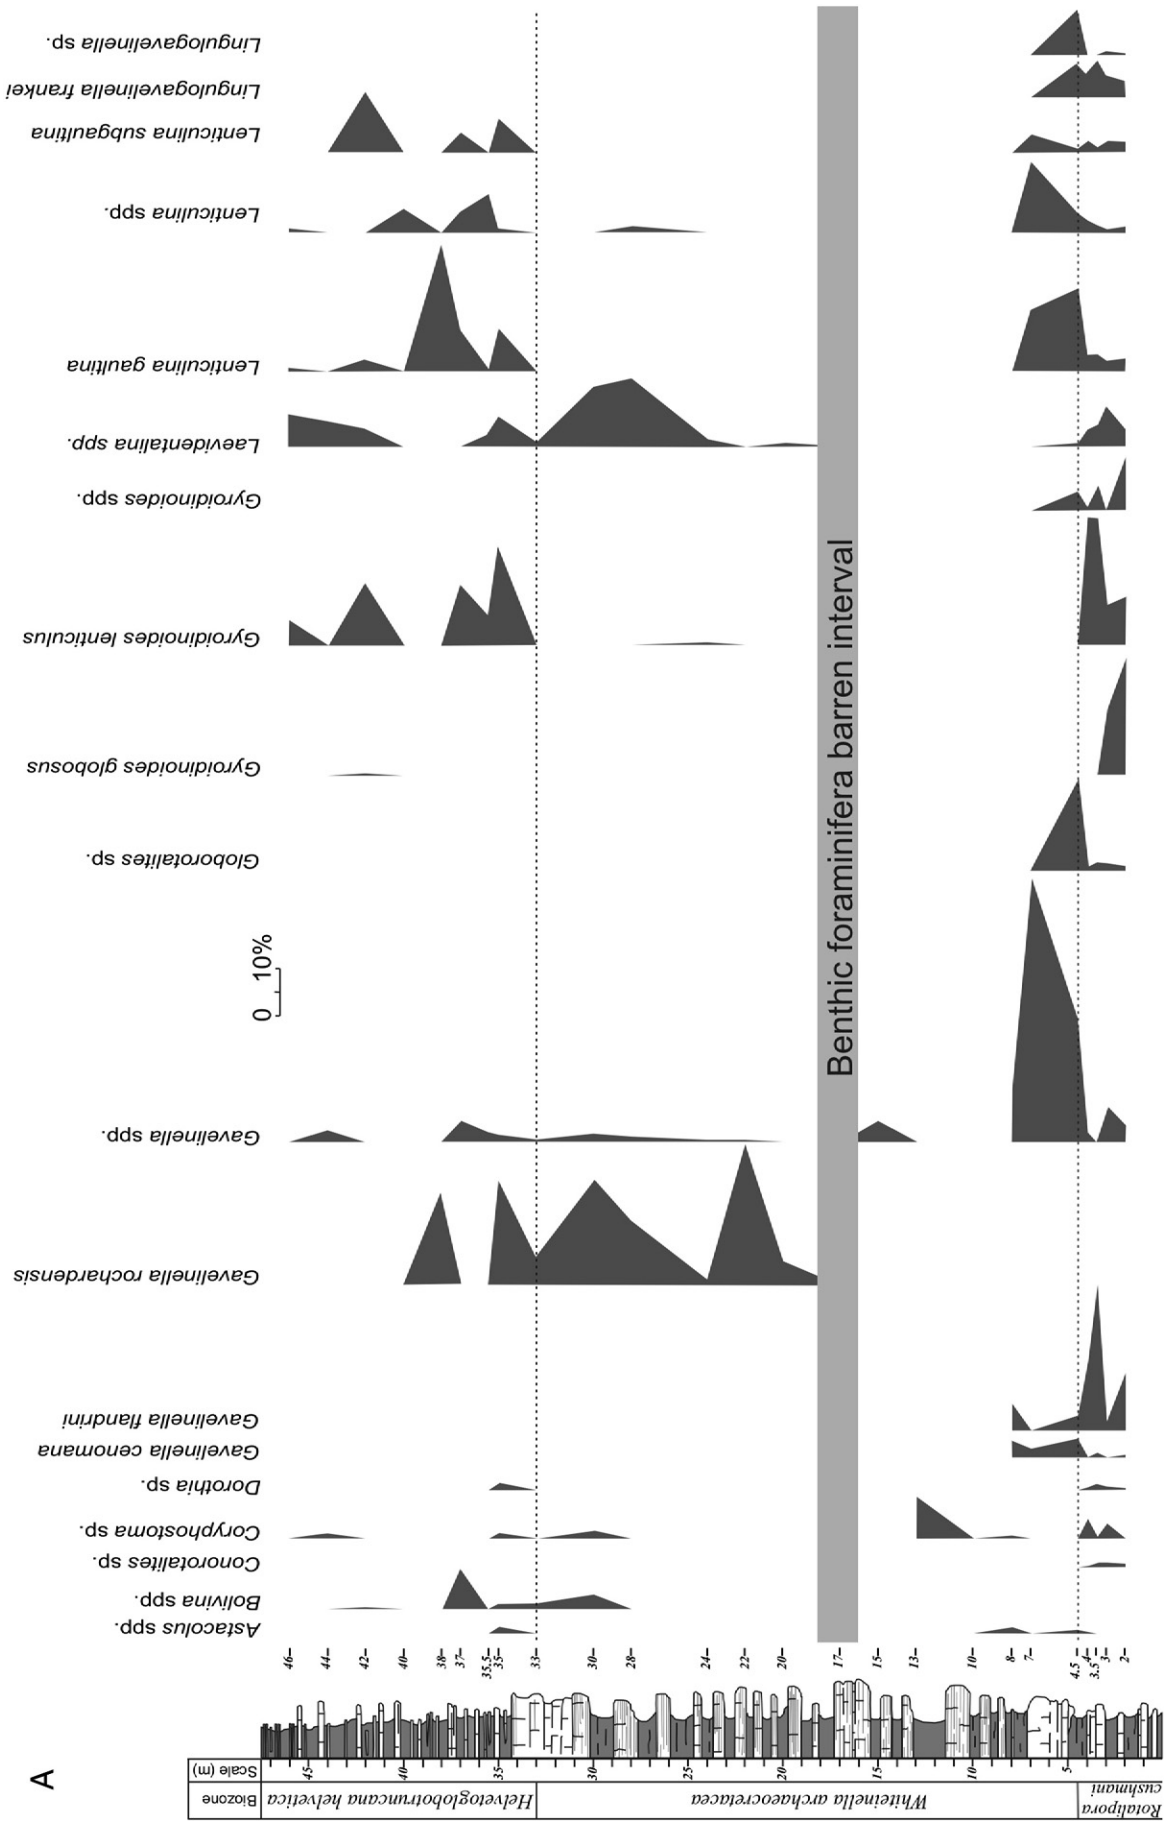 A
Biozone
Scale (m)
Helvetoglobotruncana helvetica
Whiteinella archaeocretacea
Rotalipora
cushmani
45
40
35
30
25
20
15
10
5
46
44
42
40
38
37
35.5
35
33
30
28
24
22
20
17
15
13
10
8
7
4.5
4
3.5
3
2
Astacolus spp.
Bolivina spp.
Conorotalites sp.
Coryphostoma sp.
Dorothia sp.
Gavelinella cenomana
Gavelinella flandrini
Gavelinella rochardensis
Gavelinella spp.
Globorotalites sp.
Gyroidinoides globosus
Gyroidinoides lenticulus
Gyroidinoides spp.
Laevidentalina spp.
Lenticulina gaultina
Lenticulina spp.
Lenticulina subgaultina
Lingulogavelinella frankei
Lingulogavelinella sp.
0 10%
Benthic foraminifera barren interval